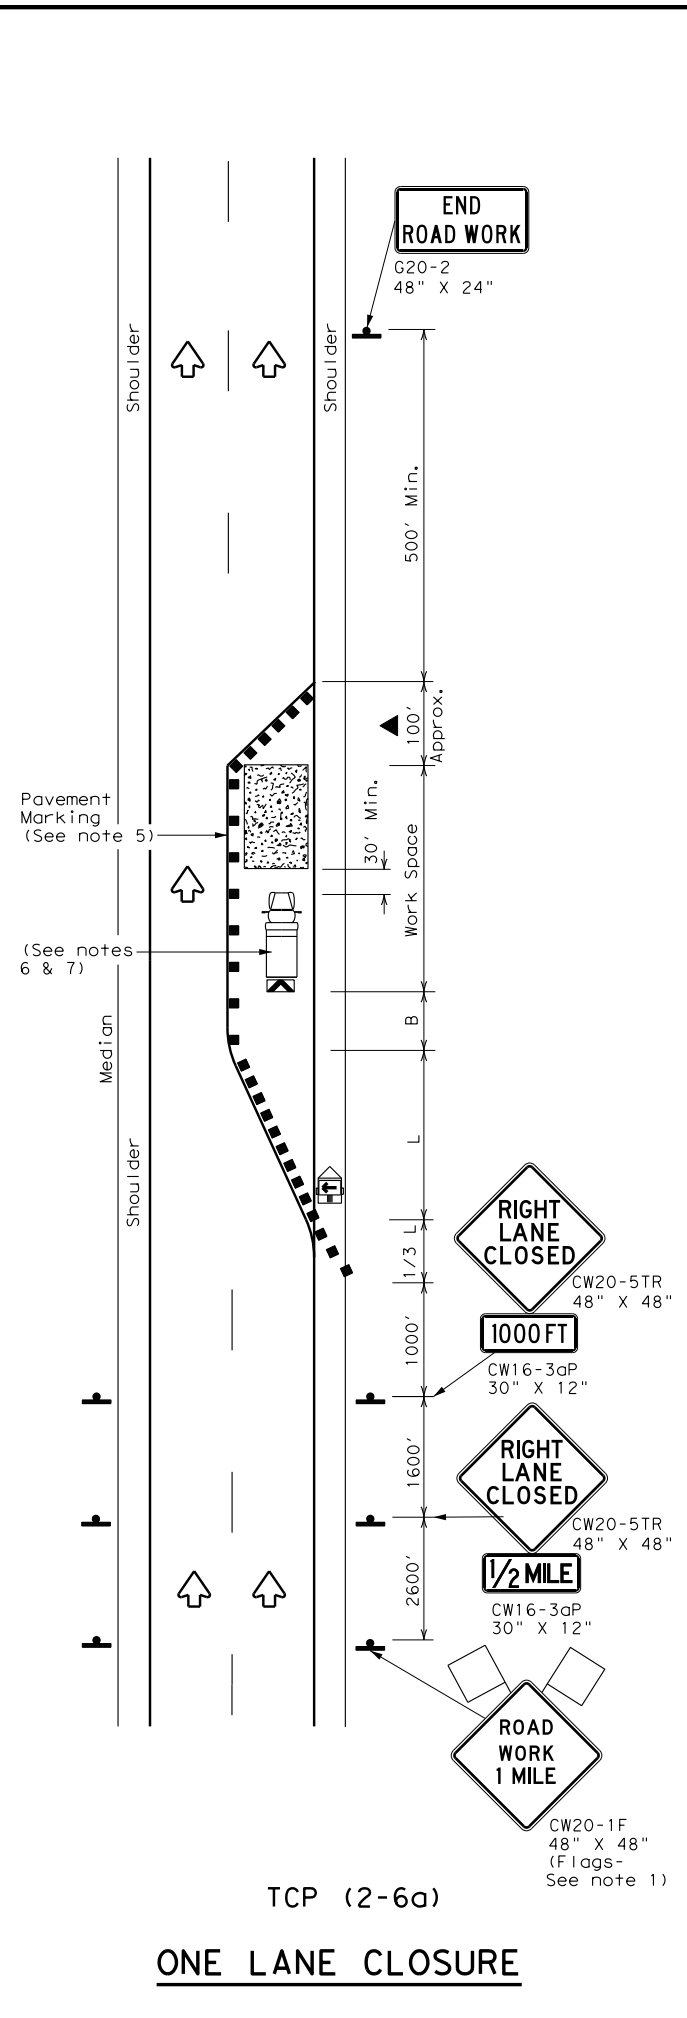 END
ROAD WORK
G20-2
48" X 24"
Shoulder
Shoulder
500' Min.
100'
Approx.
30' Min.
Pavement
Marking
(See note 5)
Work Space
(See notes
6 & 7)
B
Median
L
Shoulder
RIGHT
LANE
CLOSED
1/3 L
CW20-5TR
48" X 48"
1000 FT
1000'
CW16-3aP
30" X 12"
RIGHT
LANE
CLOSED
1600'
CW20-5TR
48" X 48"
1/2 MILE
2600'
CW16-3aP
30" X 12"
ROAD
WORK
1 MILE
CW20-1F
48" X 48"
(Flags-
See note 1)
TCP (2-6a)
ONE LANE CLOSURE